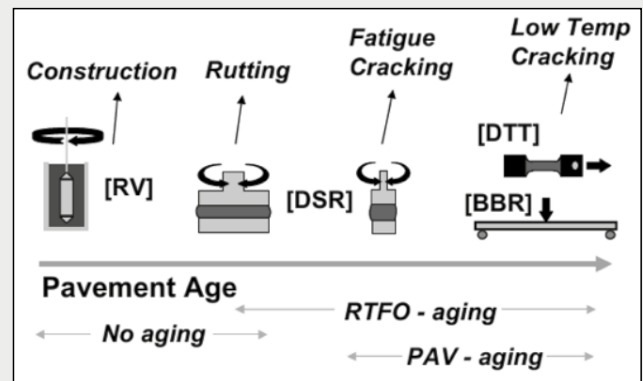 Construction
Rutting
Fatigue
Cracking
Low Temp
Cracking
[RV]
[DSR]
[DTT]
[BBR]
Pavement Age
No aging
RTFO - aging
PAV - aging